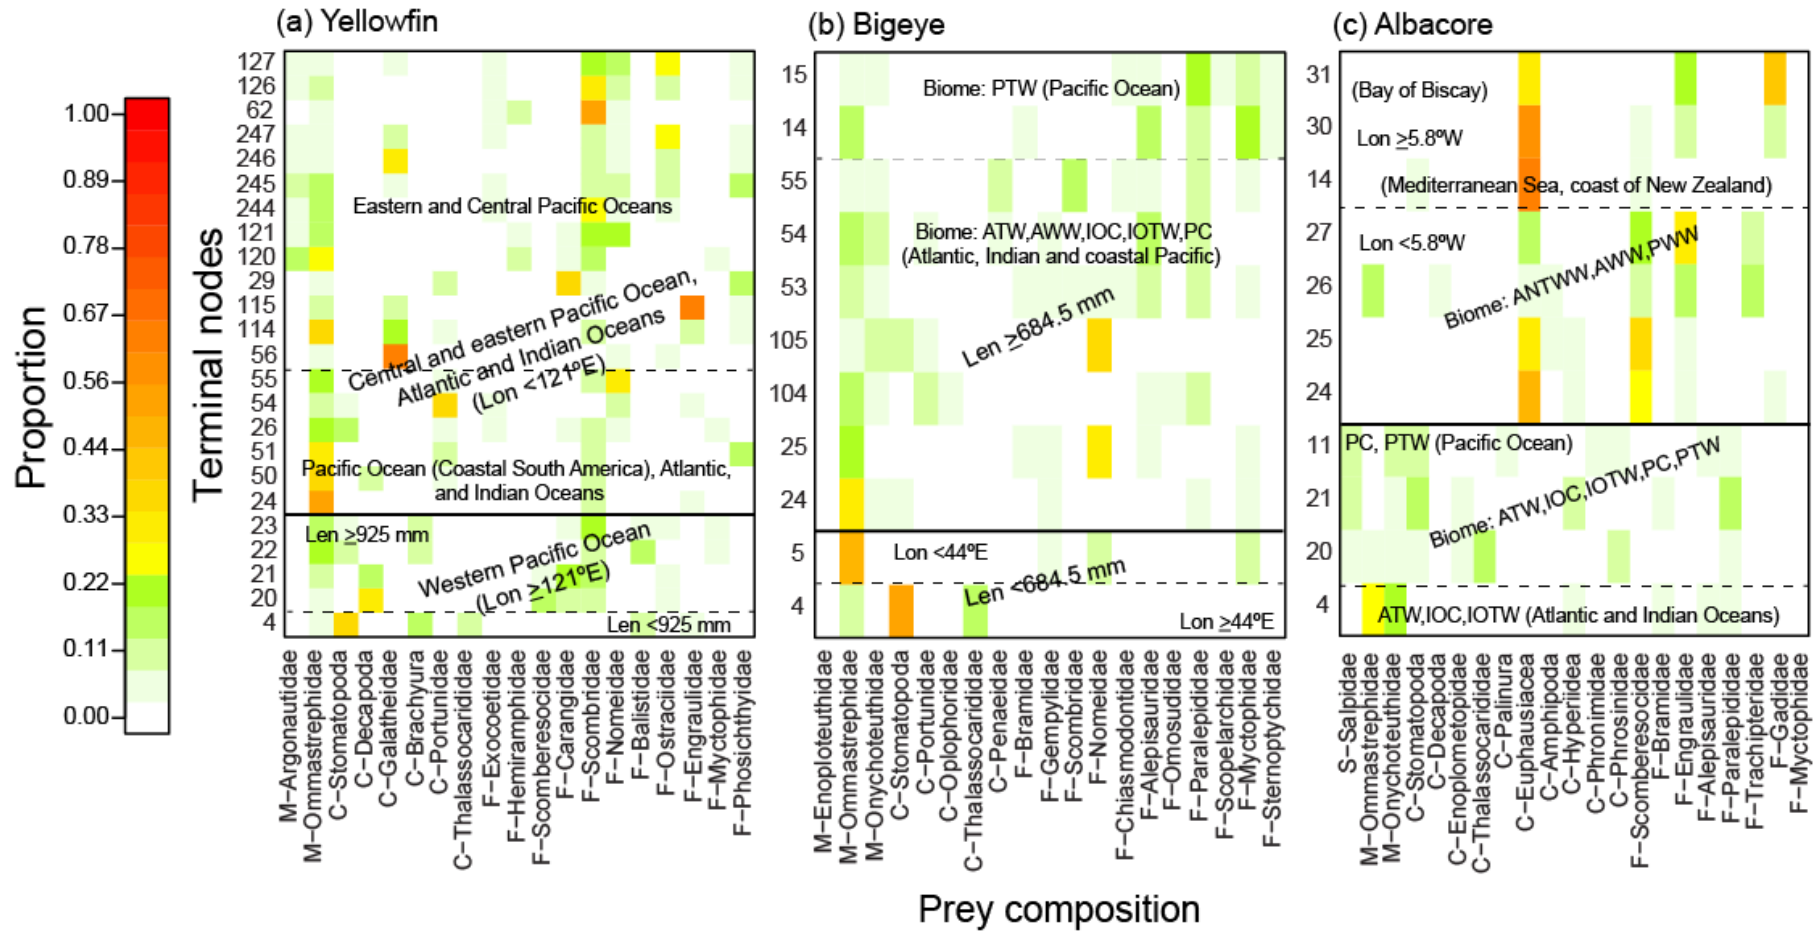 (a) Yellowfin
(b) Bigeye
(c) Albacore
Proportion
1.00
0.89
0.78
0.67
0.56
0.44
0.33
0.22
0.11
0.00
Terminal nodes
127
126
62
247
246
245
244
121
120
29
115
114
56
55
54
26
51
50
24
23
22
21
20
4
Eastern and Central Pacific Oceans
Central and eastern Pacific Ocean,
Atlantic and Indian Oceans
(Lon <121ºE)
Pacific Ocean (Coastal South America), Atlantic,
and Indian Oceans
Len ≥925 mm
Western Pacific Ocean
(Lon ≥121ºE)
Len <925 mm
M−Argonautidae
M−Ommastrephidae
C−Stomatopoda
C−Decapoda
C−Galatheidae
C−Brachyura
C−Portunidae
C−Thalassocarididae
F−Exocoetidae
F−Hemiramphidae
F−Scomberesocidae
F−Carangidae
F−Scombridae
F−Nomeidae
F−Balistidae
F−Ostraciidae
F−Engraulidae
F−Myctophidae
F−Phosichthyidae
15
14
55
54
53
105
104
25
24
5
4
Biome: PTW (Pacific Ocean)
Biome: ATW,AWW,IOC,IOTW,PC
(Atlantic, Indian and coastal Pacific)
Len ≥684.5 mm
Lon <44ºE
Len <684.5 mm
Lon ≥44ºE
M−Enoploteuthidae
M−Ommastrephidae
M−Onychoteuthidae
C−Stomatopoda
C−Portunidae
C−Oplophoridae
C−Thalassocarididae
C−Penaeidae
F−Bramidae
F−Gempylidae
F−Scombridae
F−Nomeidae
F−Chiasmodontidae
F−Alepisauridae
F−Omosudidae
F−Paralepididae
F−Scopelarchidae
F−Myctophidae
F−Sternoptychidae
31
30
14
27
26
25
24
11
21
20
4
(Bay of Biscay)
Lon ≥5.8ºW
(Mediterranean Sea, coast of New Zealand)
Lon <5.8ºW
Biome: ANTWW,AWW,PWW
PC, PTW (Pacific Ocean)
Biome: ATW,IOC,IOTW,PC,PTW
ATW,IOC,IOTW (Atlantic and Indian Oceans)
S−Salpidae
M−Ommastrephidae
M−Onychoteuthidae
C−Stomatopoda
C−Decapoda
C−Enoplometopidae
C−Thalassocarididae
C−Palinura
C−Euphausiacea
C−Amphipoda
C−Hyperiidea
C−Phronimidae
C−Phrosinidae
F−Scomberesocidae
F−Bramidae
F−Engraulidae
F−Alepisauridae
F−Paralepididae
F−Trachipteridae
F−Gadidae
F−Myctophidae
Prey composition